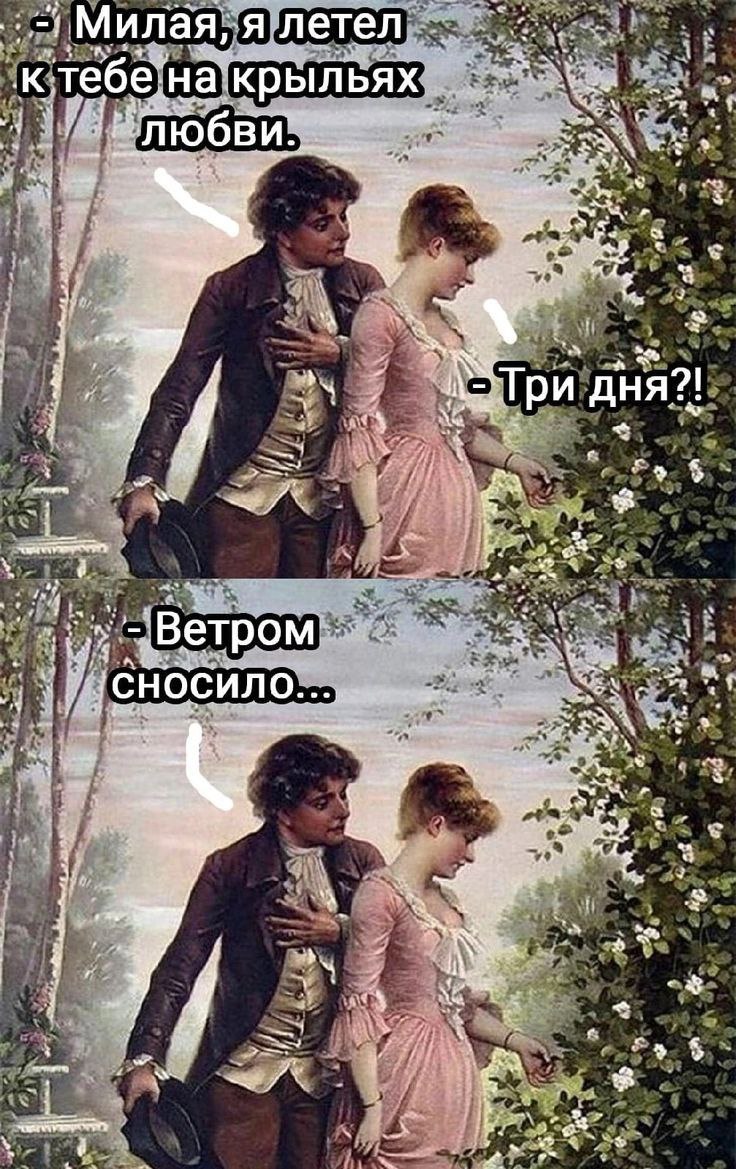 - Милая, я летел
к тебе на крыльях
любви.
- Три дня?!
- Ветром
сносило...